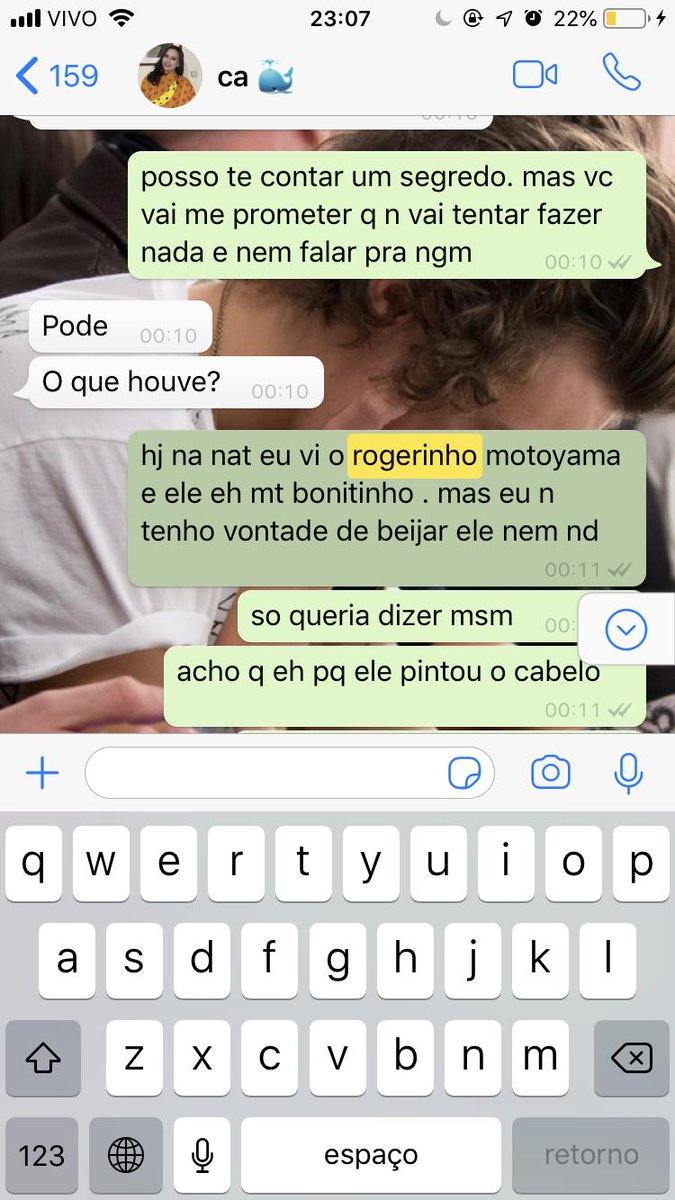 VIVO 23:07 22%
159 ca
posso te contar um segredo. mas vc
vai me prometer q n vai tentar fazer
nada e nem falar pra ngm
00:10
Pode
00:10
O que houve?
00:10
hj na nat eu vi o rogerinho motoyama
e ele eh mt bonitinho . mas eu n
tenho vontade de beijar ele nem nd
00:11
so queria dizer msm
00:
acho q eh pq ele pintou o cabelo
00:11
q w e r t y u i o p
a s d f g h j k l
z x c v b n m
123 espaço retorno